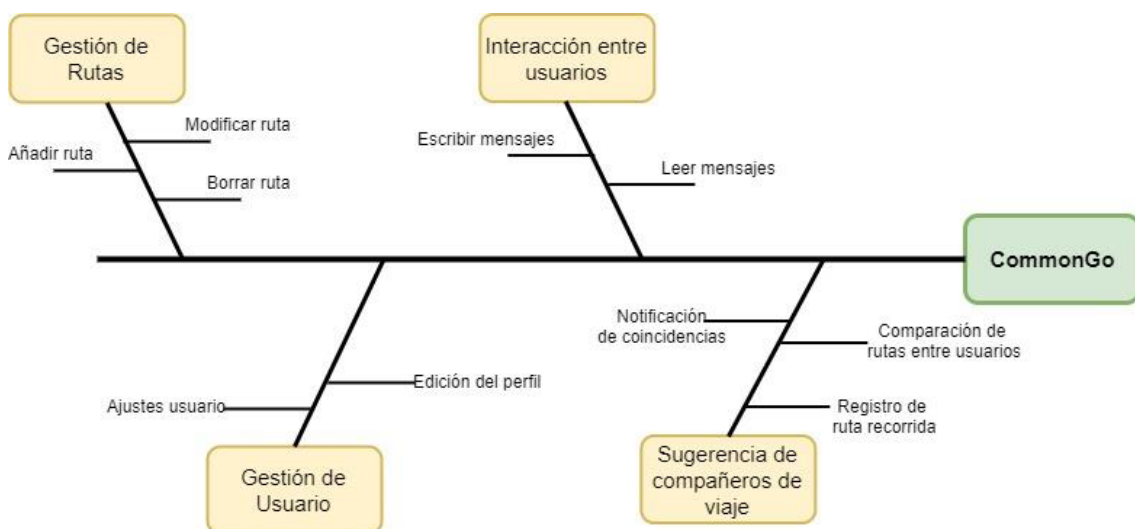 Gestión de
Rutas
Interacción entre
usuarios
Modificar ruta
Añadir ruta
Borrar ruta
Escribir mensajes
Leer mensajes
CommonGo
Notificación
de coincidencias
Comparación de
rutas entre usuarios
Edición del perfil
Ajustes usuario
Registro de
ruta recorrida
Gestión de
Usuario
Sugerencia de
compañeros de
viaje